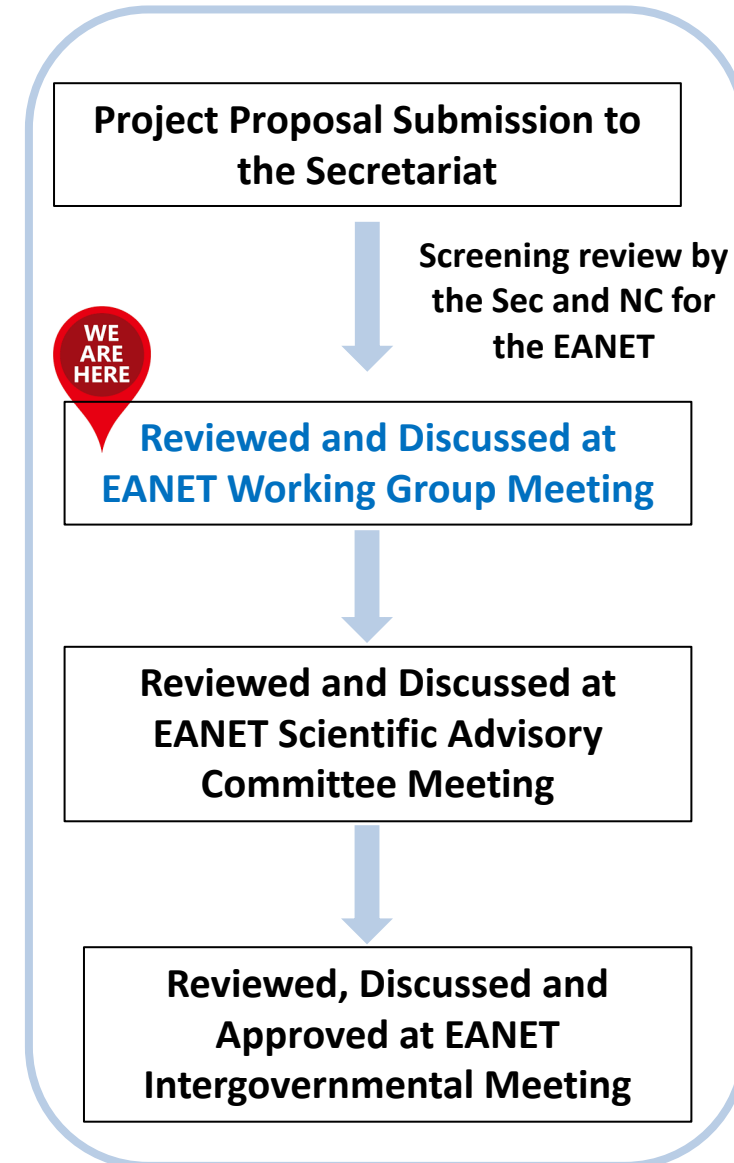 Project Proposal Submission to
the Secretariat
Screening review by
the Sec and NC for
the EANET
WE
ARE
HERE
Reviewed and Discussed at
EANET Working Group Meeting
Reviewed and Discussed at
EANET Scientific Advisory
Committee Meeting
Reviewed, Discussed and
Approved at EANET
Intergovernmental Meeting